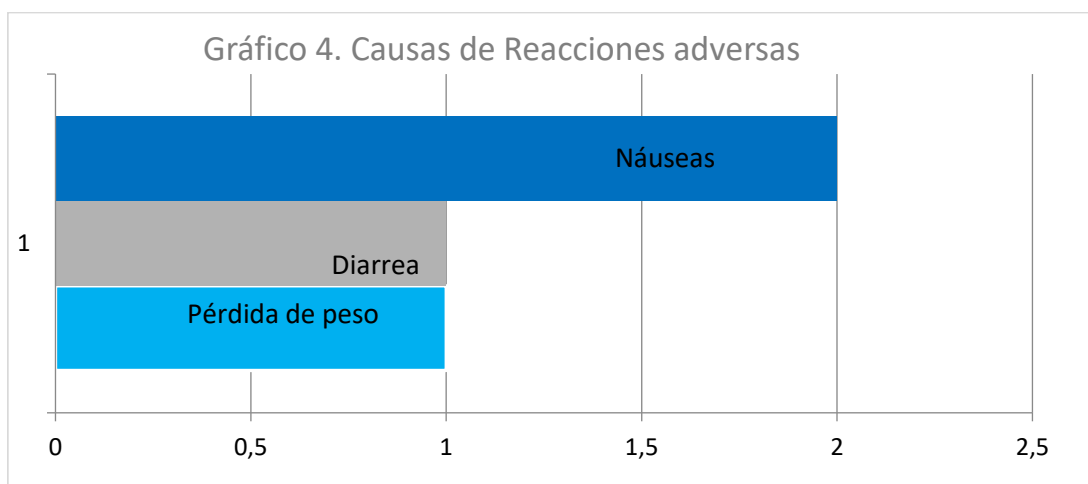 Gráfico 4. Causas de Reacciones adversas
Náuseas
1
Diarrea
Pérdida de peso
0 0,5 1 1,5 2 2,5